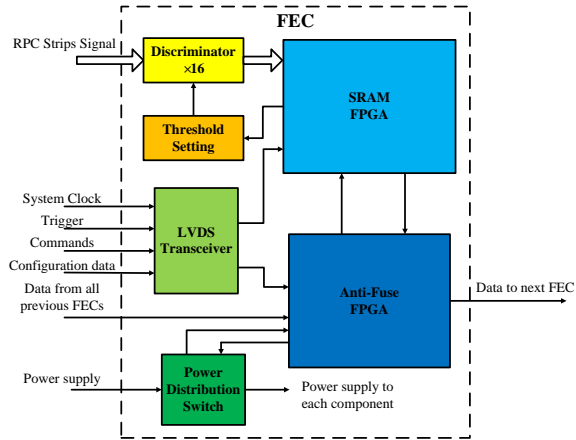 FEC
RPC Strips Signal
Discriminator
×16
SRAM
FPGA
Threshold
Setting
System Clock
Trigger
Commands
Configuration data
LVDS
Transceiver
Data from all
previous FECs
Anti-Fuse
FPGA
Data to next FEC
Power supply
Power
Distribution
Switch
Power supply to
each component